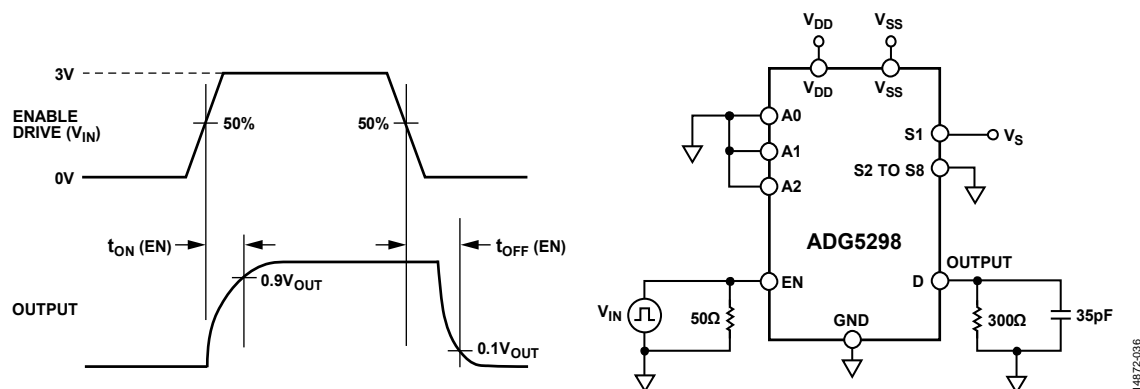 3V
ENABLE
DRIVE (VIN)
50%
50%
0V
tON (EN)
tOFF (EN)
0.9VOUT
OUTPUT
0.1VOUT
VDD
VSS
VDD
VSS
A0
A1
A2
S1
VS
S2 TO S8
ADG5298
OUTPUT
EN
D
VIN
50Ω
GND
300Ω
35pF
14872-036